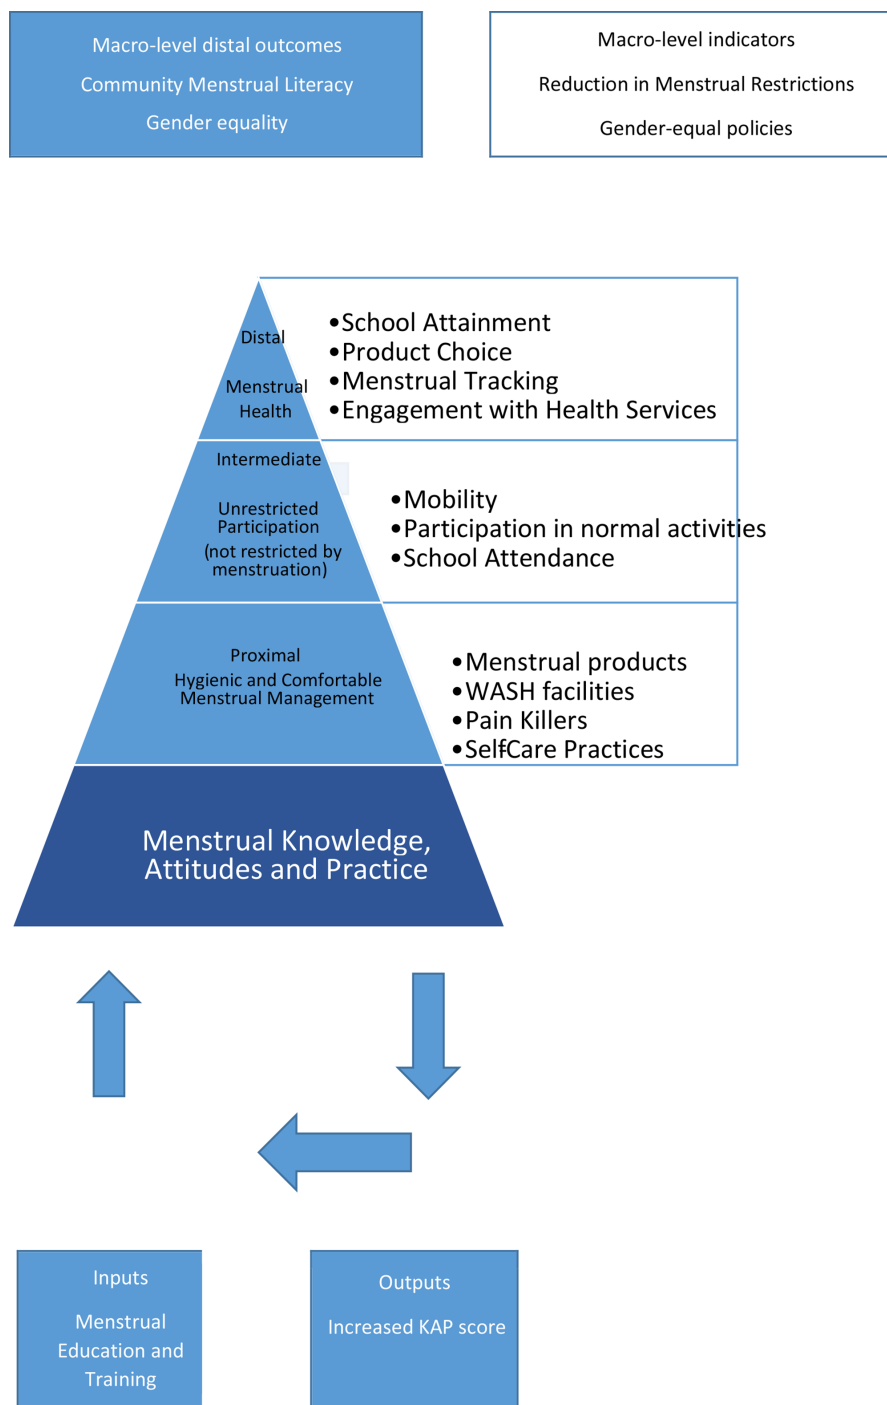 Macro-level distal outcomes
Community Menstrual Literacy
Gender equality
Macro-level indicators
Reduction in Menstrual Restrictions
Gender-equal policies
Distal
Menstrual
Health
•School Attainment
•Product Choice
•Menstrual Tracking
•Engagement with Health Services
Intermediate
Unrestricted
Participation
(not restricted by
menstruation)
•Mobility
•Participation in normal activities
•School Attendance
Proximal
Hygienic and Comfortable
Menstrual Management
•Menstrual products
•WASH facilities
•Pain Killers
•Self-Care Practices
Menstrual Knowledge,
Attitudes and Practice
Inputs
Menstrual
Education and
Training
Outputs
Increased KAP score